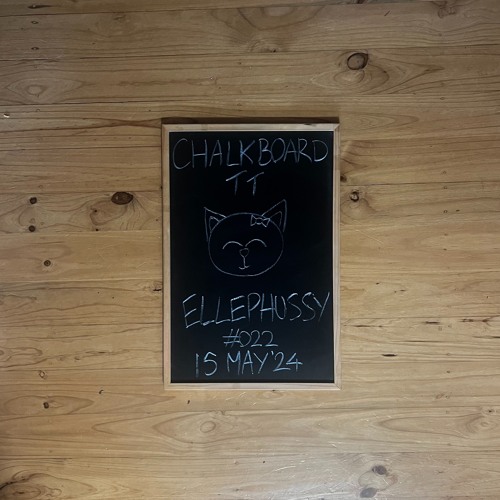 CHALKBOARD
TT
ELLEPHUSSY
#022
15 MAY '24